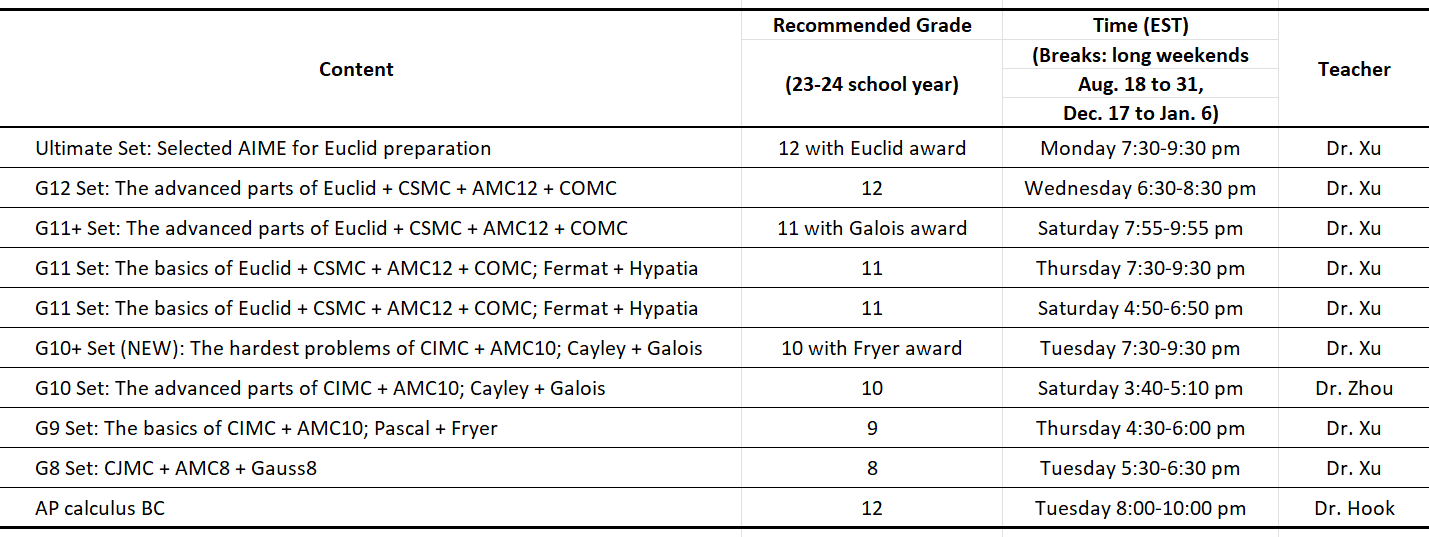 Content Recommended Grade (23-24 school year) Time (EST) (Breaks: long weekends Aug. 18 to 31, Dec. 17 to Jan. 6) Teacher
Ultimate Set: Selected AIME for Euclid preparation 12 with Euclid award Monday 7:30-9:30 pm Dr. Xu
G12 Set: The advanced parts of Euclid + CSMC + AMC12 + COMC 12 Wednesday 6:30-8:30 pm Dr. Xu
G11+ Set: The advanced parts of Euclid + CSMC + AMC12 + COMC 11 with Galois award Saturday 7:55-9:55 pm Dr. Xu
G11 Set: The basics of Euclid + CSMC + AMC12 + COMC; Fermat + Hypatia 11 Thursday 7:30-9:30 pm Dr. Xu
G11 Set: The basics of Euclid + CSMC + AMC12 + COMC; Fermat + Hypatia 11 Saturday 4:50-6:50 pm Dr. Xu
G10+ Set (NEW): The hardest problems of CIMC + AMC10; Cayley + Galois 10 with Fryer award Tuesday 7:30-9:30 pm Dr. Xu
G10 Set: The advanced parts of CIMC + AMC10; Cayley + Galois 10 Saturday 3:40-5:10 pm Dr. Zhou
G9 Set: The basics of CIMC + AMC10; Pascal + Fryer 9 Thursday 4:30-6:00 pm Dr. Xu
G8 Set: CJMC + AMC8 + Gauss8 8 Tuesday 5:30-6:30 pm Dr. Xu
AP calculus BC 12 Tuesday 8:00-10:00 pm Dr. Hook